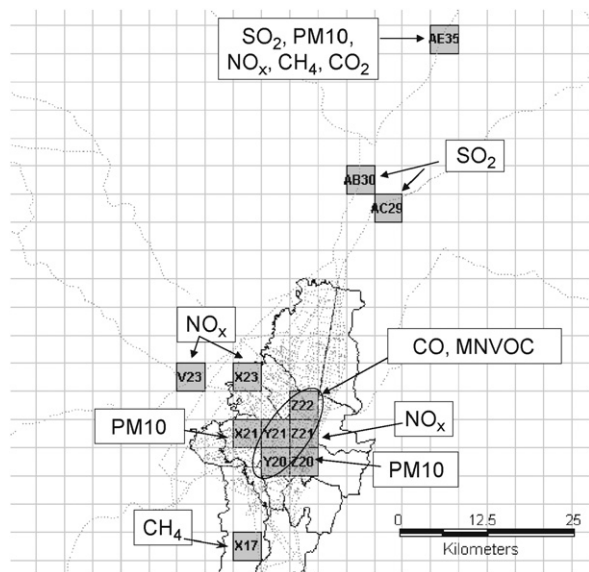 SO₂, PM10,
NOₓ, CH₄, CO₂
AE35
SO₂
AB30
AC29
NOₓ
CO, MNVOC
V23
X23
Z22
NOₓ
PM10
X21
Y21
Z21
Y20
Z20
PM10
CH₄
X17
0
12.5
25
Kilometers